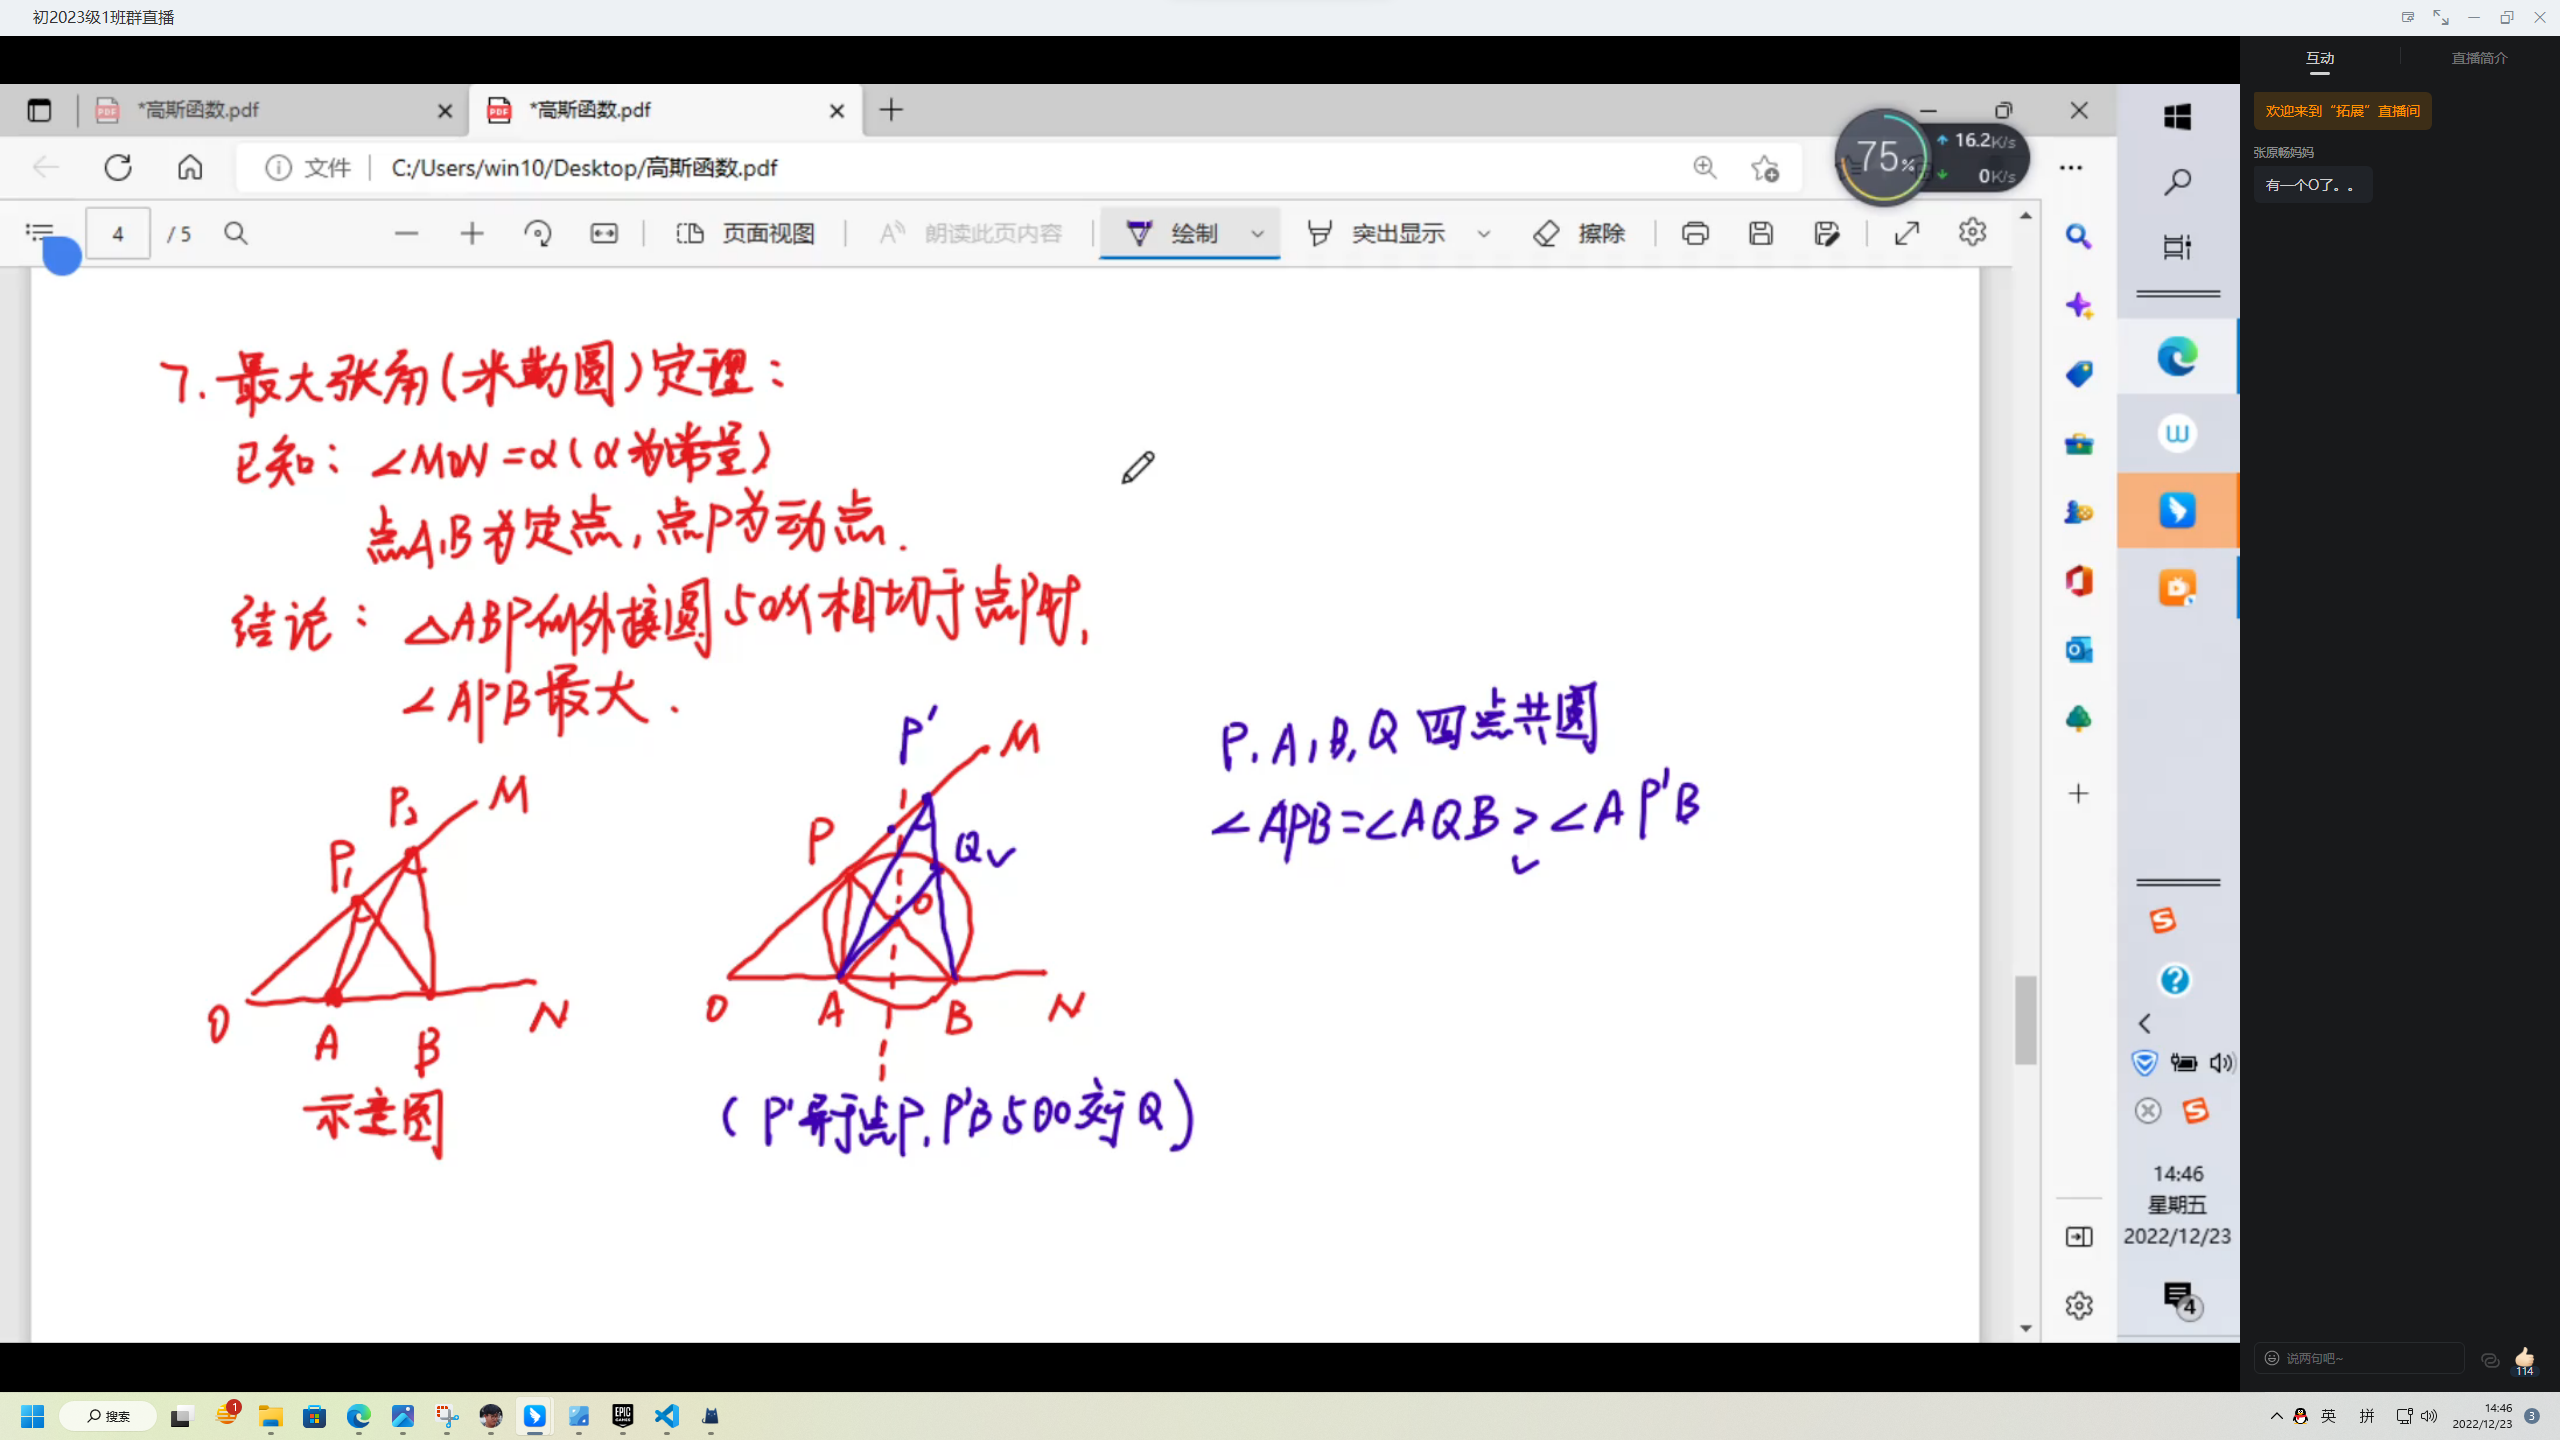 初2023级1班群直播
互动
直播简介
欢迎来到“拓展”直播间
张原畅妈妈
有一个O了。。
*高斯函数.pdf
*高斯函数.pdf
文件
C:/Users/win10/Desktop/高斯函数.pdf
75%
16.2K/s
0K/s
4
/ 5
页面视图
朗读此页内容
绘制
突出显示
擦除
7. 最大张角(米勒圆)定理:
已知: ∠MON=α(α为常量)
点A,B为定点,点P为动点.
结论: △ABP的外接圆与OM相切于点P时,
∠APB最大.
P₁
P₂
M
O
A
B
N
示意图
P'
M
P
Q✓
O
O
A
B
N
(P'异于点P, P'B与⊙O交于Q)
P, A, B, Q 四点共圆
∠APB=∠AQB≥∠AP'B
✓
14:46
星期五
2022/12/23
4
说两句吧~
114
搜索
1
英
拼
14:46
2022/12/23
3